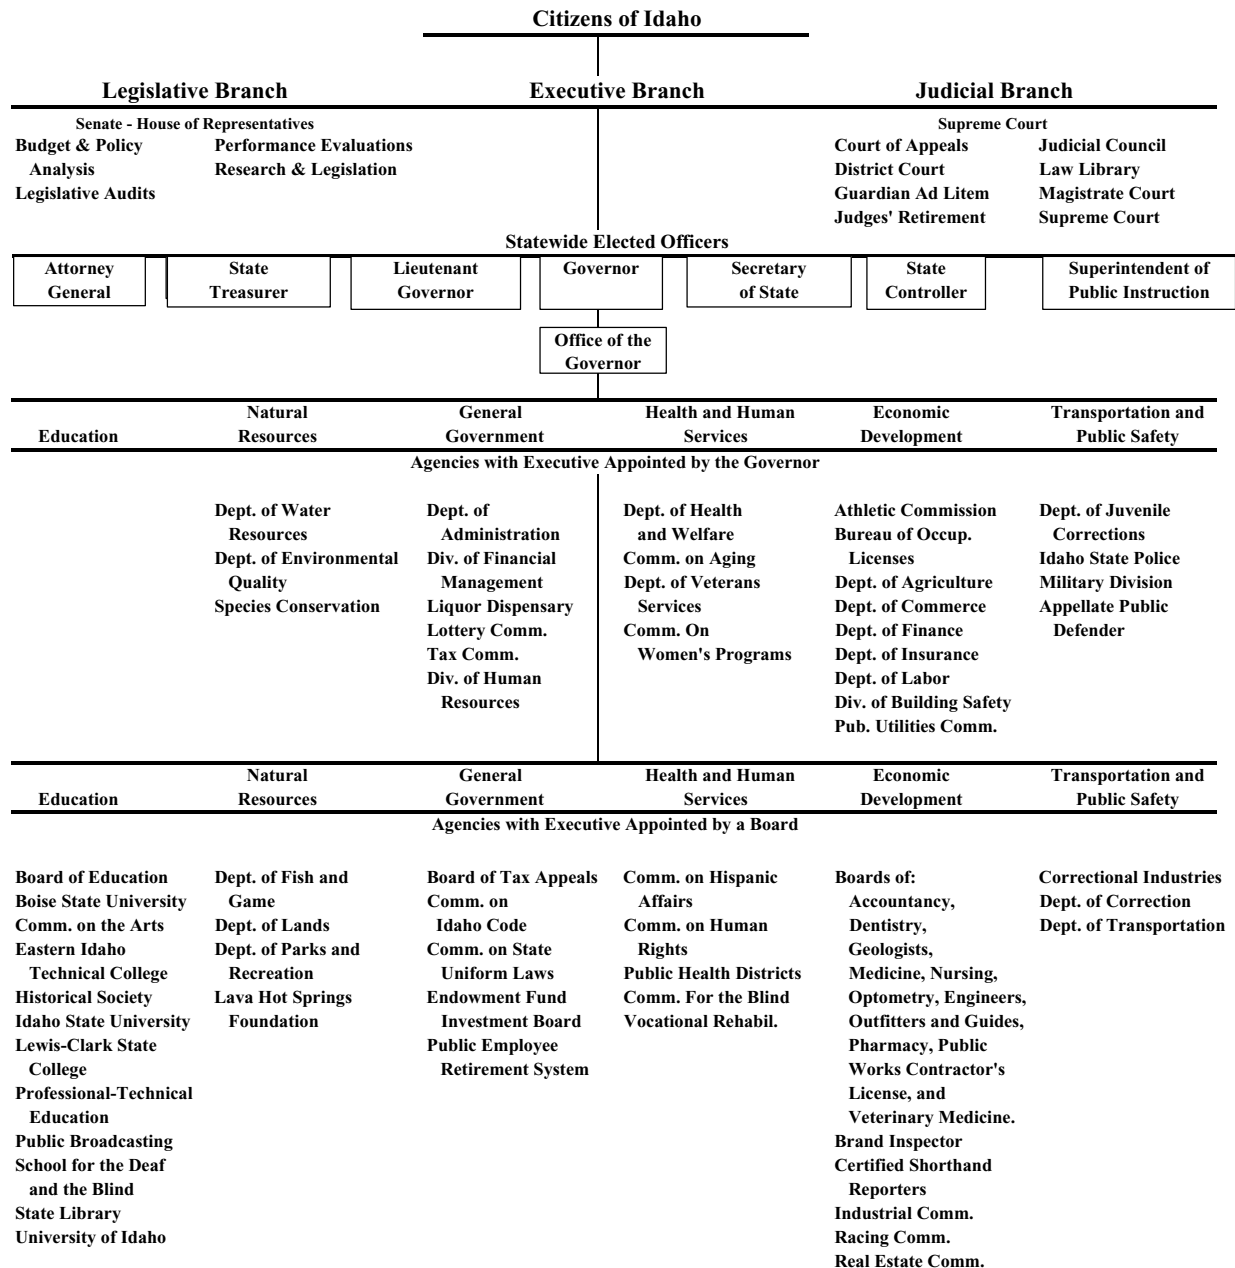 Citizens of Idaho
Legislative Branch
Executive Branch
Judicial Branch
Senate - House of Representatives
Budget & Policy
Analysis
Legislative Audits
Performance Evaluations
Research & Legislation
Supreme Court
Court of Appeals
District Court
Guardian Ad Litem
Judges' Retirement
Judicial Council
Law Library
Magistrate Court
Supreme Court
Statewide Elected Officers
Attorney
General
State
Treasurer
Lieutenant
Governor
Governor
Secretary
of State
State
Controller
Superintendent of
Public Instruction
Office of the
Governor
Education
Natural
Resources
General
Government
Health and Human
Services
Economic
Development
Transportation and
Public Safety
Agencies with Executive Appointed by the Governor
Dept. of Water
Resources
Dept. of Environmental
Quality
Species Conservation
Dept. of
Administration
Div. of Financial
Management
Liquor Dispensary
Lottery Comm.
Tax Comm.
Div. of Human
Resources
Dept. of Health
and Welfare
Comm. on Aging
Dept. of Veterans
Services
Comm. On
Women's Programs
Athletic Commission
Bureau of Occup.
Licenses
Dept. of Agriculture
Dept. of Commerce
Dept. of Finance
Dept. of Insurance
Dept. of Labor
Div. of Building Safety
Pub. Utilities Comm.
Dept. of Juvenile
Corrections
Idaho State Police
Military Division
Appellate Public
Defender
Education
Natural
Resources
General
Government
Health and Human
Services
Economic
Development
Transportation and
Public Safety
Agencies with Executive Appointed by a Board
Board of Education
Boise State University
Comm. on the Arts
Eastern Idaho
Technical College
Historical Society
Idaho State University
Lewis-Clark State
College
Professional-Technical
Education
Public Broadcasting
School for the Deaf
and the Blind
State Library
University of Idaho
Dept. of Fish and
Game
Dept. of Lands
Dept. of Parks and
Recreation
Lava Hot Springs
Foundation
Board of Tax Appeals
Comm. on
Idaho Code
Comm. on State
Uniform Laws
Endowment Fund
Investment Board
Public Employee
Retirement System
Comm. on Hispanic
Affairs
Comm. on Human
Rights
Public Health Districts
Comm. For the Blind
Vocational Rehabil.
Boards of:
Accountancy,
Dentistry,
Geologists,
Medicine, Nursing,
Optometry, Engineers,
Outfitters and Guides,
Pharmacy, Public
Works Contractor's
License, and
Veterinary Medicine.
Brand Inspector
Certified Shorthand
Reporters
Industrial Comm.
Racing Comm.
Real Estate Comm.
Correctional Industries
Dept. of Correction
Dept. of Transportation